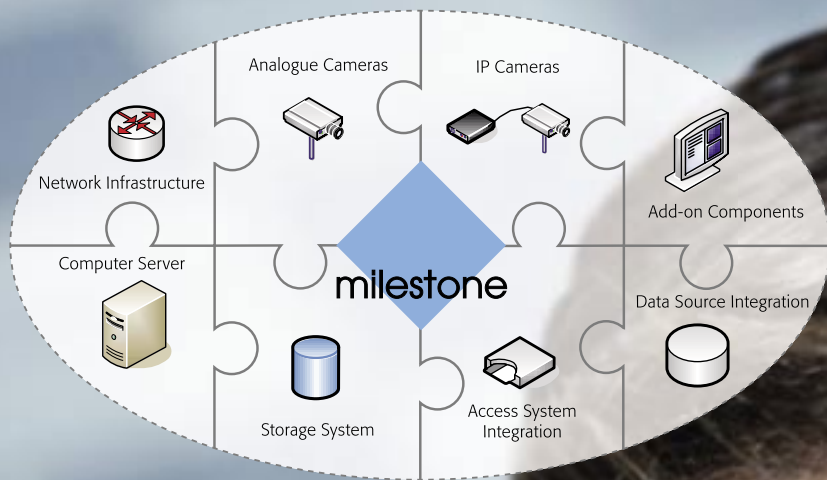 Analogue Cameras
IP Cameras
Network Infrastructure
Add-on Components
Computer Server
milestone
Data Source Integration
Storage System
Access System
Integration